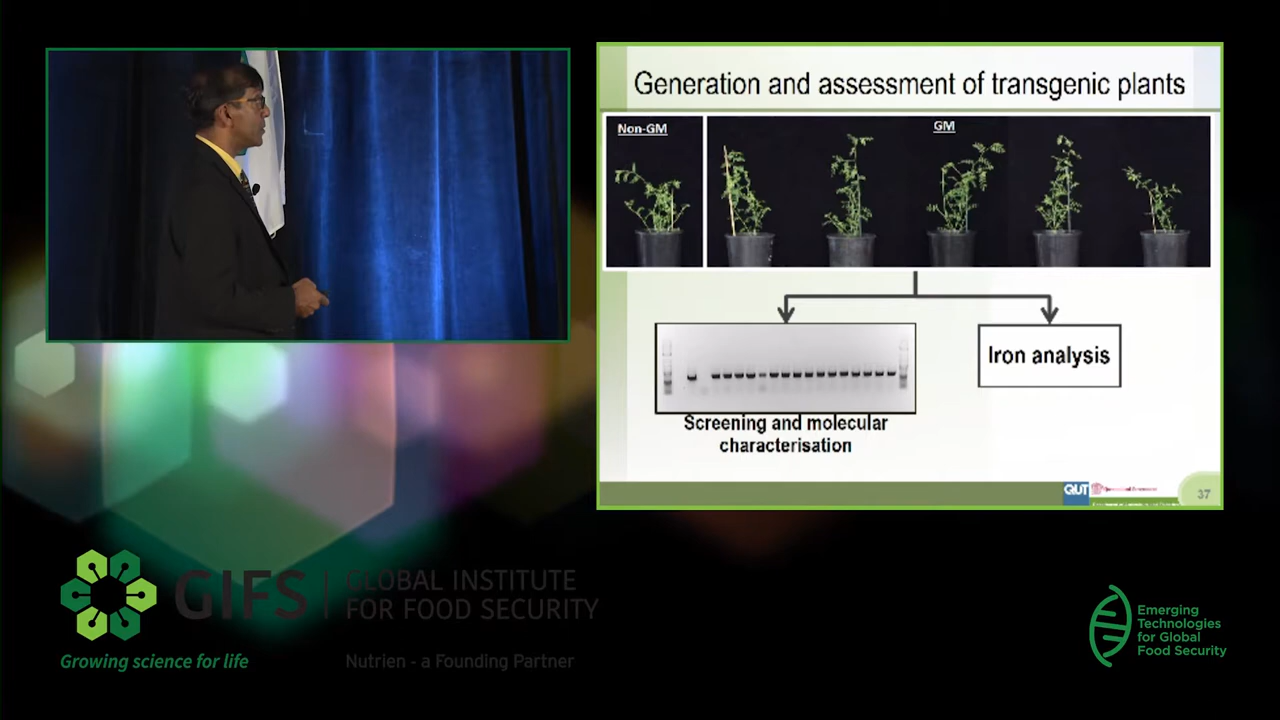 Generation and assessment of transgenic plants
Non-GM
GM
Iron analysis
Screening and molecular
characterisation
QUT
37
GIFS
GLOBAL INSTITUTE
FOR FOOD SECURITY
Growing science for life
Nutrien - a Founding Partner
Emerging
Technologies
for Global
Food Security